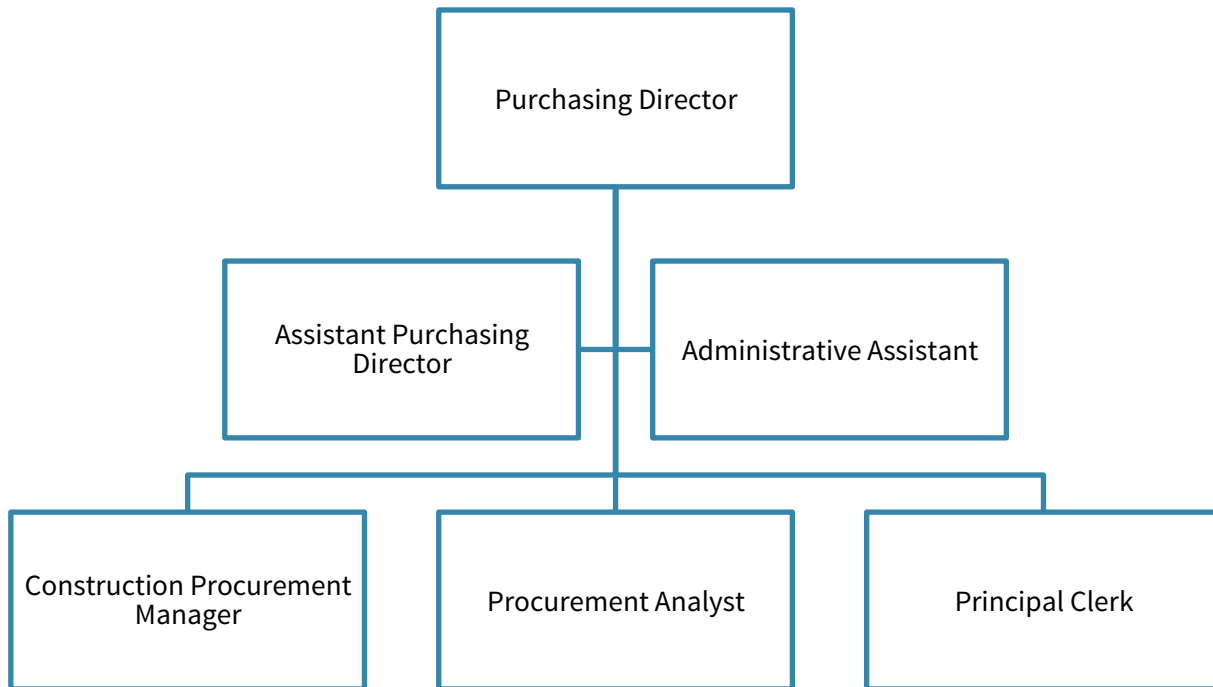 Purchasing Director
Assistant Purchasing
Director
Administrative Assistant
Construction Procurement
Manager
Procurement Analyst
Principal Clerk